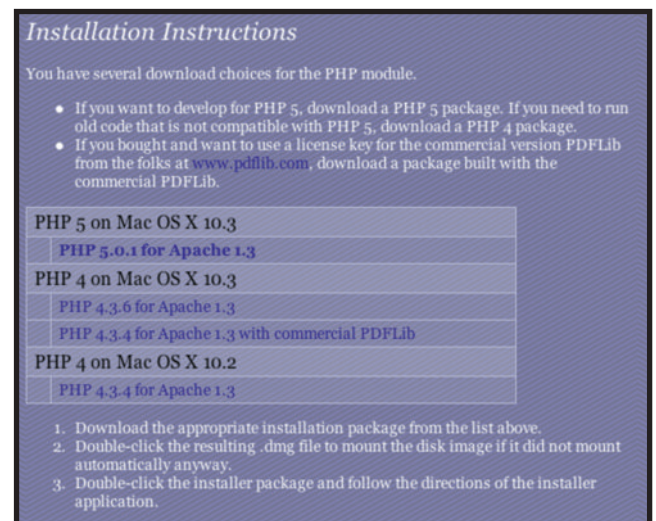 Installation Instructions
You have several download choices for the PHP module.
• If you want to develop for PHP 5, download a PHP 5 package. If you need to run
old code that is not compatible with PHP 5, download a PHP 4 package.
• If you bought and want to use a license key for the commercial version PDFLib
from the folks at www.pdflib.com, download a package built with the
commercial PDFLib.
PHP 5 on Mac OS X 10.3
PHP 5.0.1 for Apache 1.3
PHP 4 on Mac OS X 10.3
PHP 4.3.6 for Apache 1.3
PHP 4.3.4 for Apache 1.3 with commercial PDFLib
PHP 4 on Mac OS X 10.2
PHP 4.3.4 for Apache 1.3
1. Download the appropriate installation package from the list above.
2. Double-click the resulting .dmg file to mount the disk image if it did not mount
automatically anyway.
3. Double-click the installer package and follow the directions of the installer
application.